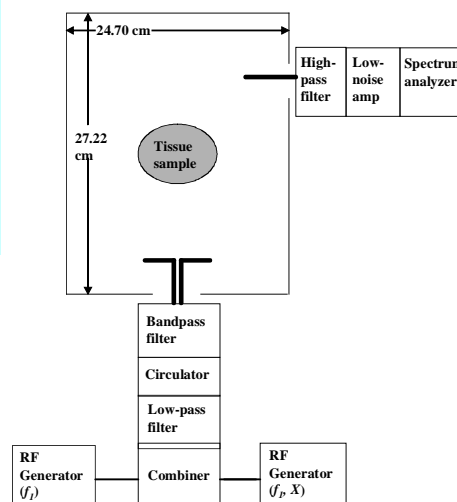 24.70 cm
High-
pass
filter
Low-
noise
amp
Spectrum
analyzer
27.22
cm
Tissue
sample
Bandpass
filter
Circulator
Low-pass
filter
RF
Generator
(f1)
Combiner
RF
Generator
(fP, X)